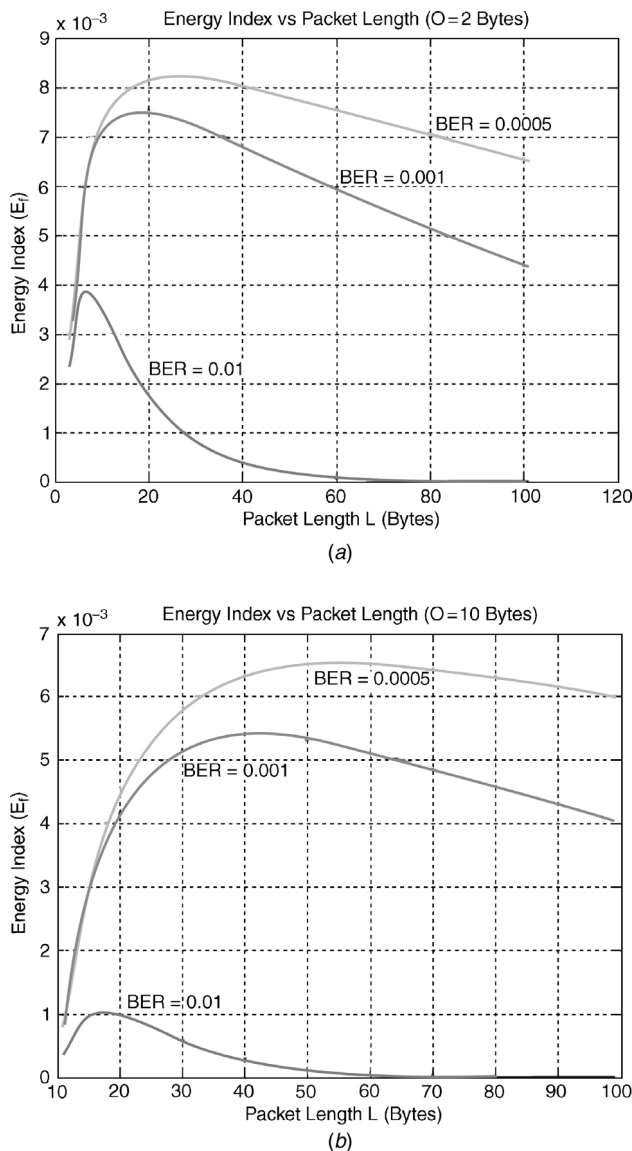 Energy Index vs Packet Length (O=2 Bytes)
x 10⁻³
9
8
7
6
5
4
3
2
1
0
Energy Index (E_f)
BER = 0.0005
BER = 0.001
BER = 0.01
0 20 40 60 80 100 120
Packet Length L (Bytes)
(a)
Energy Index vs Packet Length (O=10 Bytes)
x 10⁻³
7
6
5
4
3
2
1
0
Energy Index (E_f)
BER = 0.0005
BER = 0.001
BER = 0.01
10 20 30 40 50 60 70 80 90 100
Packet Length L (Bytes)
(b)